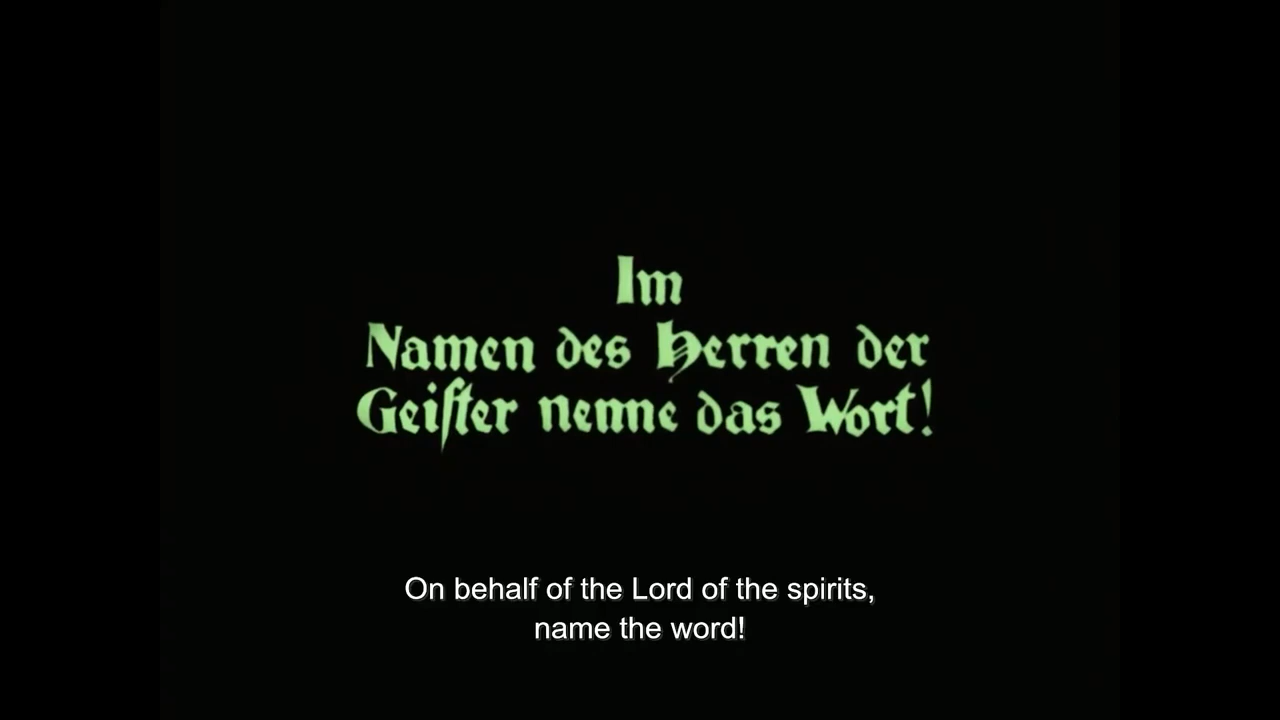 Im
Namen des Herren der
Geiſter nenne das Wort!
On behalf of the Lord of the spirits,
name the word!